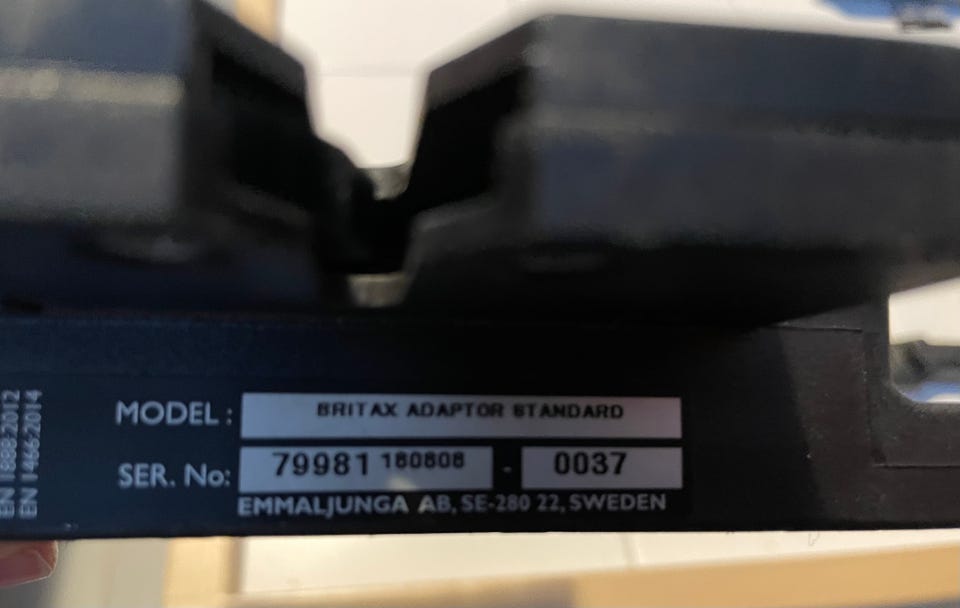 MODEL: BRITAX ADAPTOR STANDARD
SER. No: 79981 180808 - 0037
EMMALJUNGA AB, SE-280 22, SWEDEN
EN 1888:2012
EN 1466:2014